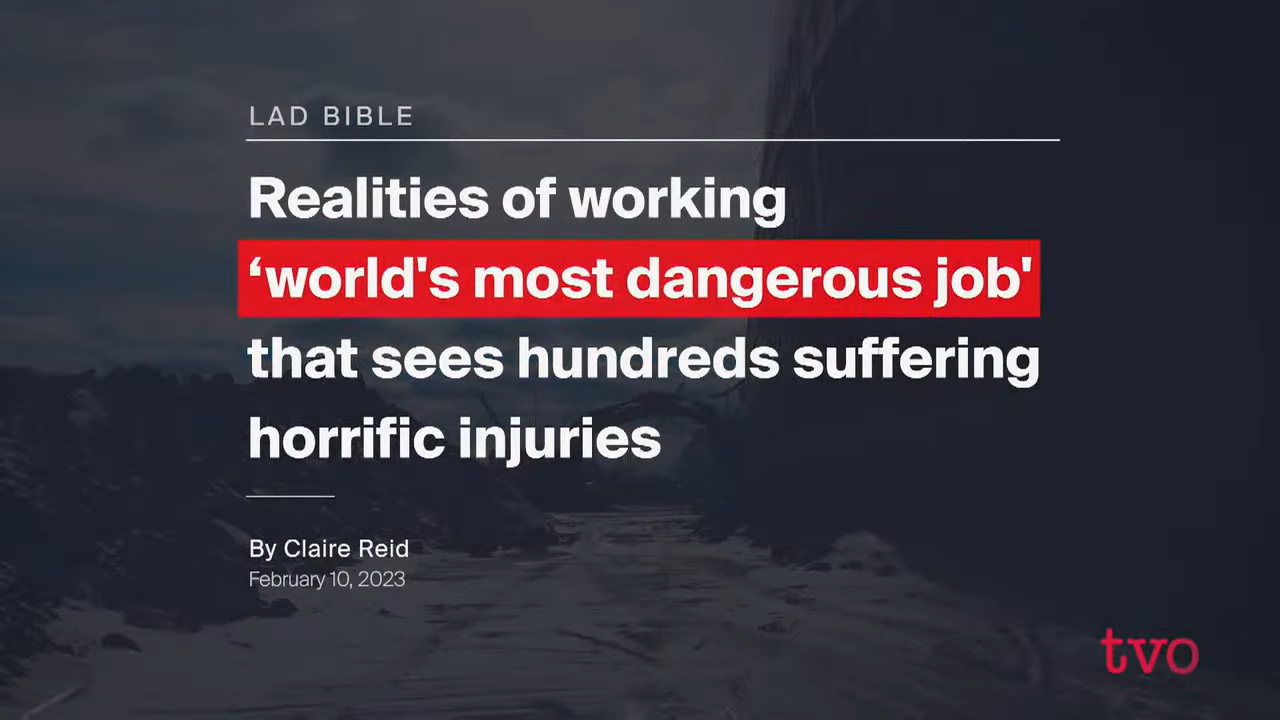 LAD BIBLE
Realities of working
‘world's most dangerous job'
that sees hundreds suffering
horrific injuries
By Claire Reid
February 10, 2023
tvo